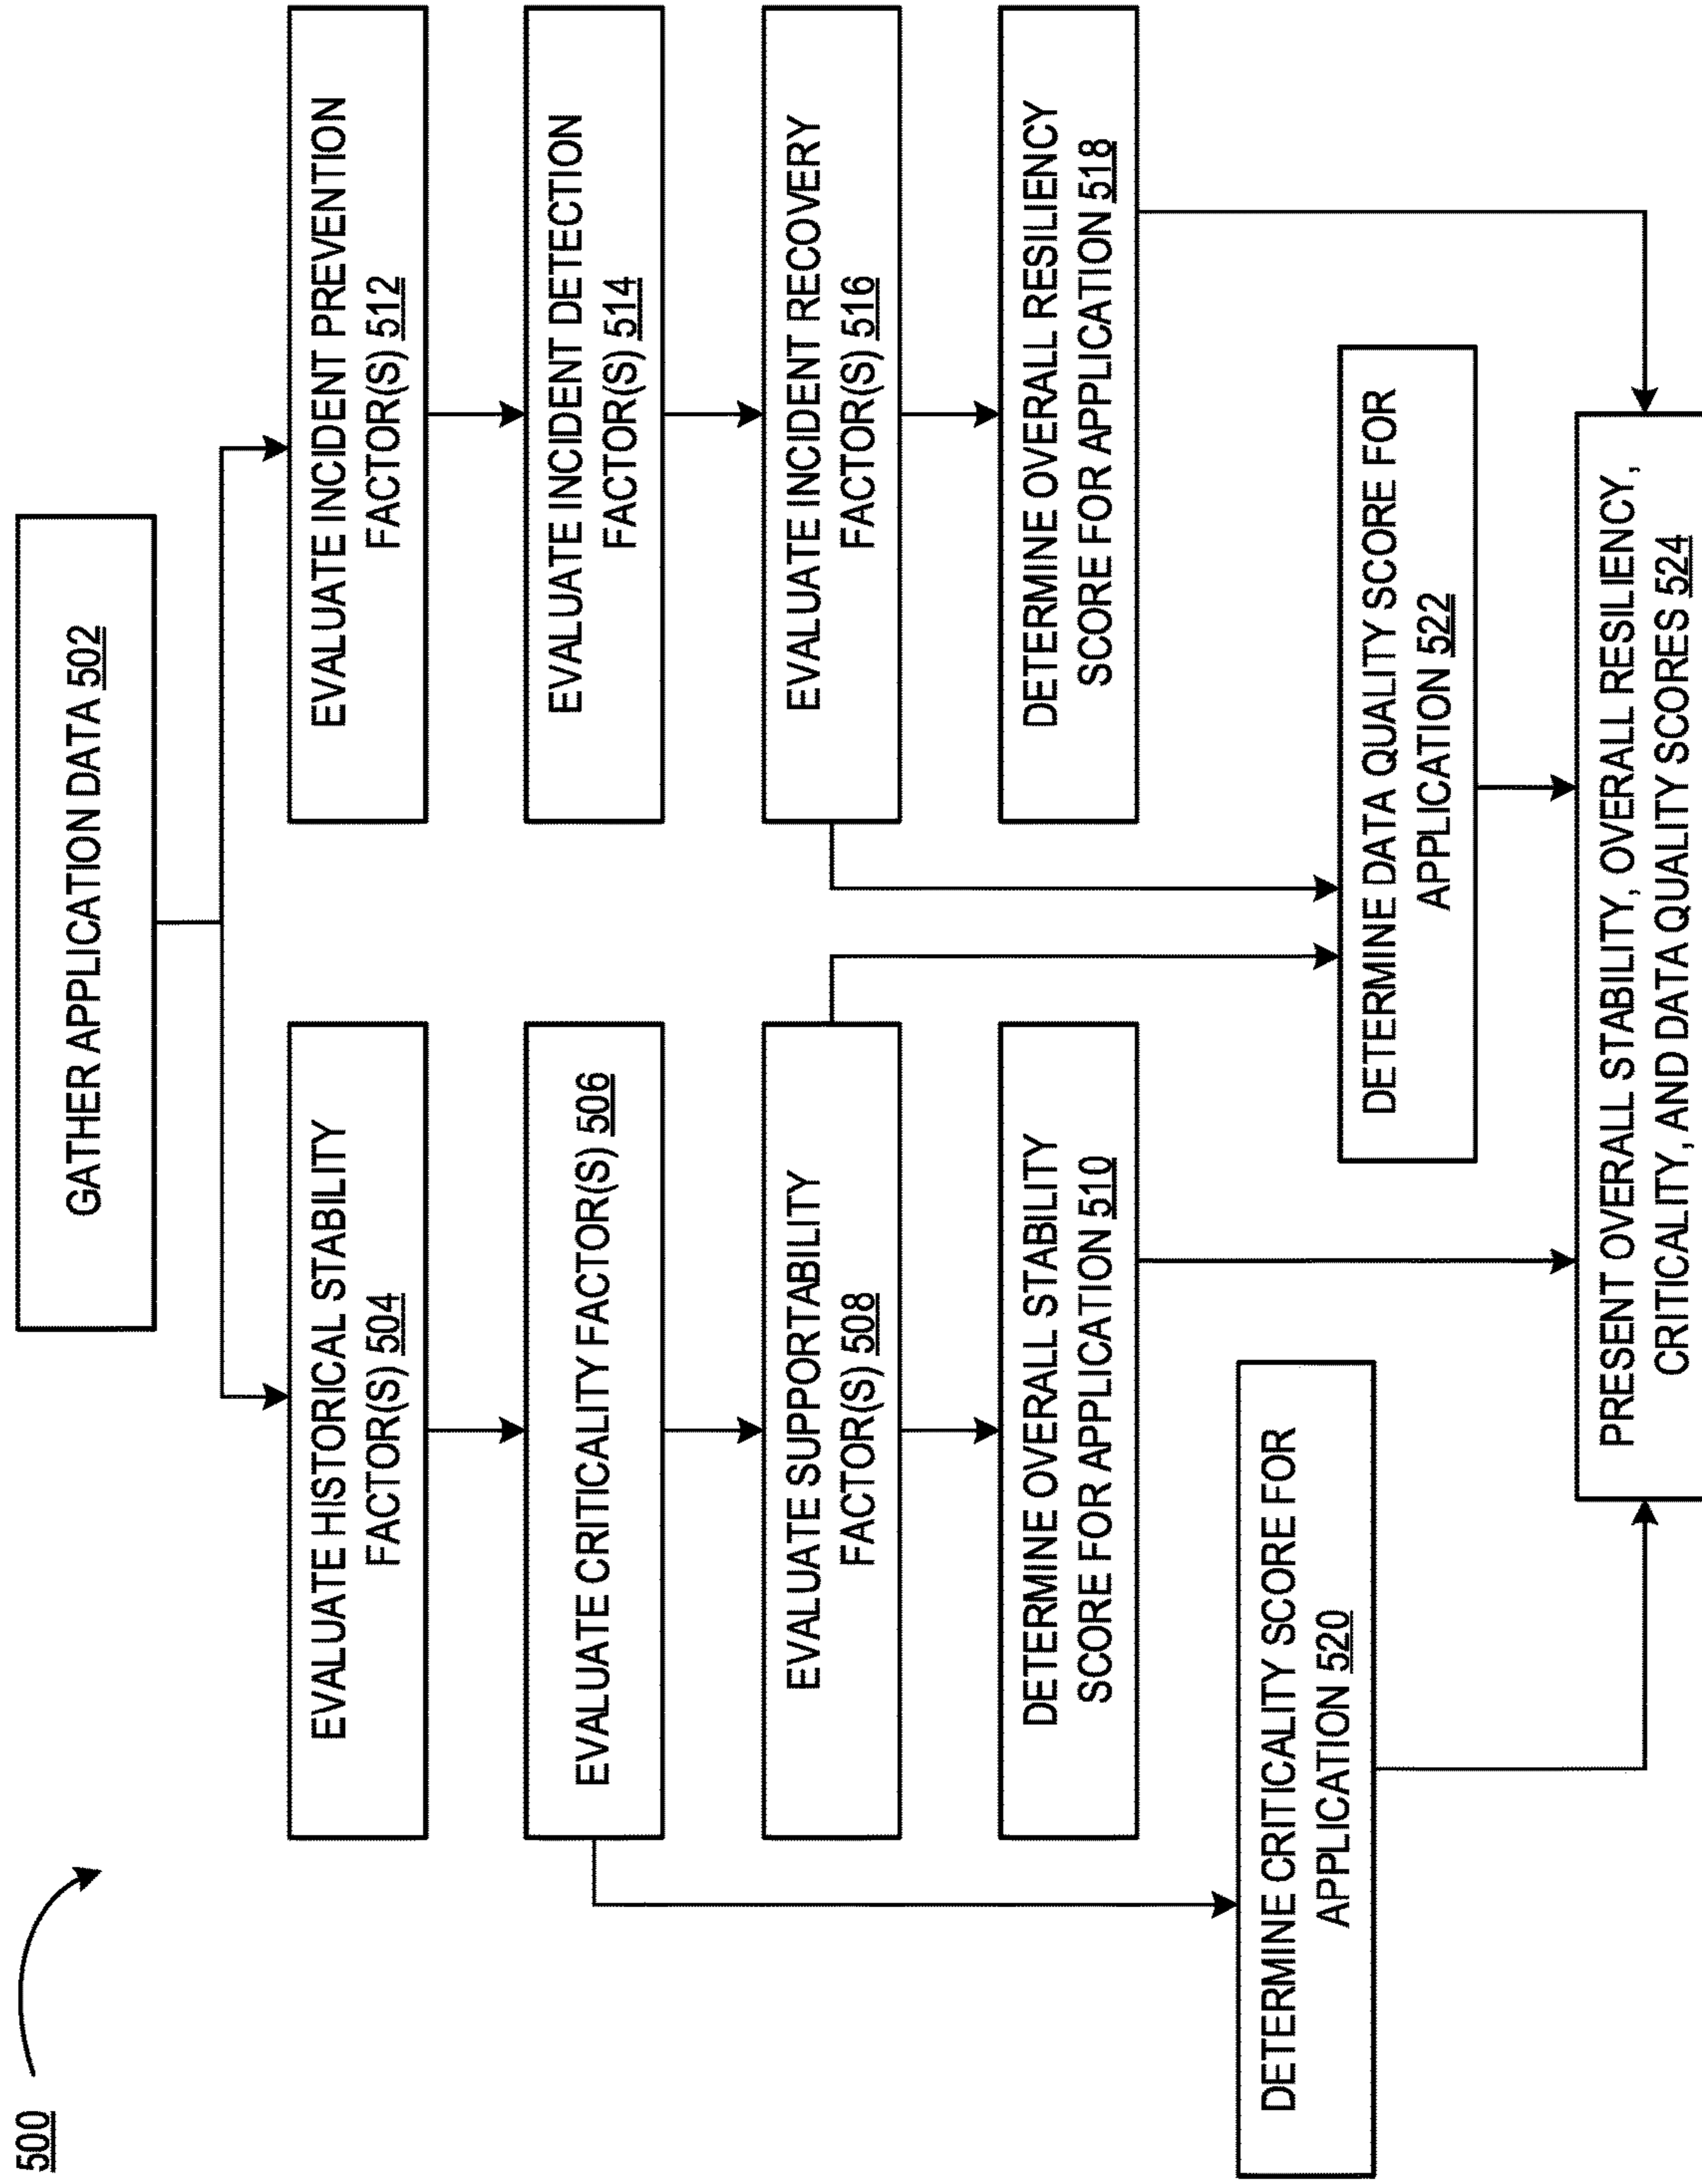 500
GATHER APPLICATION DATA 502
EVALUATE HISTORICAL STABILITY
FACTOR(S) 504
EVALUATE CRITICALITY FACTOR(S) 506
EVALUATE SUPPORTABILITY
FACTOR(S) 508
DETERMINE OVERALL STABILITY
SCORE FOR APPLICATION 510
EVALUATE INCIDENT PREVENTION
FACTOR(S) 512
EVALUATE INCIDENT DETECTION
FACTOR(S) 514
EVALUATE INCIDENT RECOVERY
FACTOR(S) 516
DETERMINE OVERALL RESILIENCY
SCORE FOR APPLICATION 518
DETERMINE CRITICALITY SCORE FOR
APPLICATION 520
DETERMINE DATA QUALITY SCORE FOR
APPLICATION 522
PRESENT OVERALL STABILITY, OVERALL RESILIENCY,
CRITICALITY, AND DATA QUALITY SCORES 524